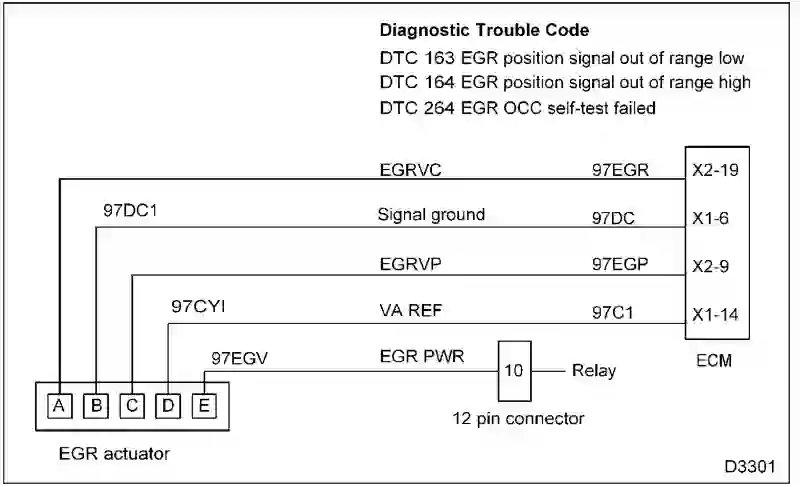 Diagnostic Trouble Code
DTC 163 EGR position signal out of range low
DTC 164 EGR position signal out of range high
DTC 264 EGR OCC self-test failed
EGRVC 97EGR X2-19
97DC1 Signal ground 97DC X1-6
EGRVP 97EGP X2-9
97CYI VA REF 97C1 X1-14
97EGV EGR PWR 10 Relay ECM
A B C D E
12 pin connector
EGR actuator
D3301